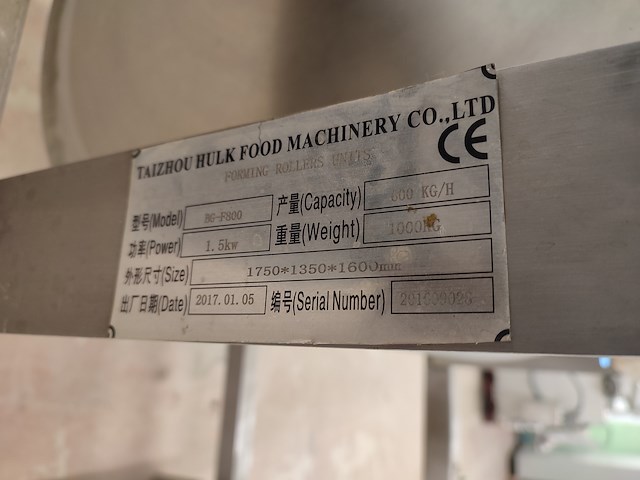 TAIZHOU HULK FOOD MACHINERY CO.,LTD
CE
FORMING ROLLERS UNITS
型号(Model) BG-F800 产量(Capacity) 600 KG/H
功率(Power) 1.5kw 重量(Weight) 1000KG
外形尺寸(Size) 1750*1350*1600mm
出厂日期(Date) 2017.01.05 编号(Serial Number)